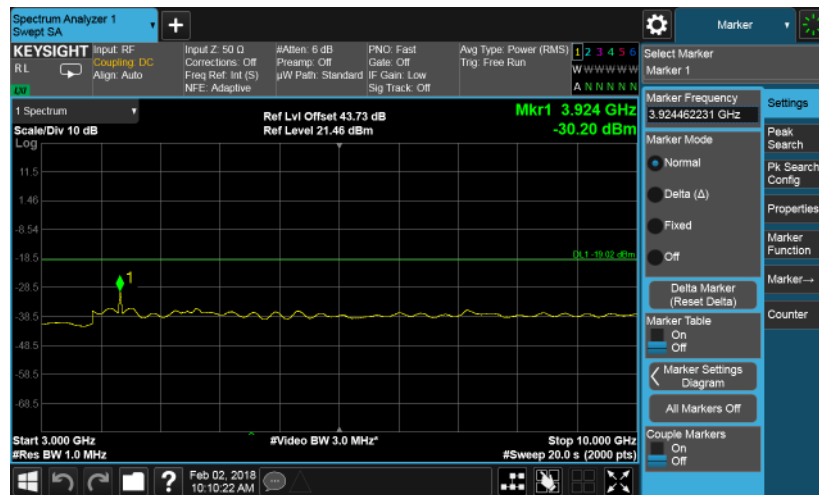 Spectrum Analyzer 1
Swept SA
+
Marker
KEYSIGHT
RL
LXI
Input: RF
Coupling: DC
Align: Auto
Input Z: 50 Ω
Corrections: Off
Freq Ref: Int (S)
NFE: Adaptive
#Atten: 6 dB
Preamp: Off
µW Path: Standard
PNO: Fast
Gate: Off
IF Gain: Low
Sig Track: Off
Avg Type: Power (RMS)
Trig: Free Run
1 2 3 4 5 6
W W W W W W
A N N N N N
Select Marker
Marker 1
1 Spectrum
Scale/Div 10 dB
Log
Ref Lvl Offset 43.73 dB
Ref Level 21.46 dBm
Mkr1 3.924 GHz
-30.20 dBm
11.5
1.46
-8.54
-18.5
-28.5
-38.5
-48.5
-58.5
-68.5
DL1 -19.02 dBm
1
Start 3.000 GHz
#Res BW 1.0 MHz
#Video BW 3.0 MHz*
Stop 10.000 GHz
#Sweep 20.0 s (2000 pts)
Marker Frequency
3.924462231 GHz
Marker Mode
Normal
Delta (Δ)
Fixed
Off
Delta Marker
(Reset Delta)
Marker Table
On
Off
Marker Settings
Diagram
All Markers Off
Couple Markers
On
Off
Settings
Peak
Search
Pk Search
Config
Properties
Marker
Function
Marker→
Counter
?
Feb 02, 2018
10:10:22 AM